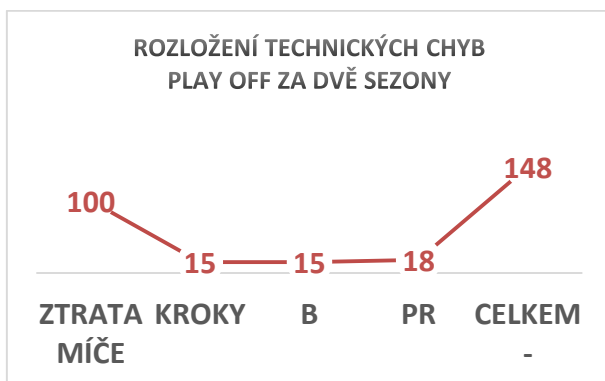 ROZLOŽENÍ TECHNICKÝCH CHYB
PLAY OFF ZA DVĚ SEZONY
148
100
15
15
18
ZTRATA MÍČE
KROKY
B
PR
CELKEM -